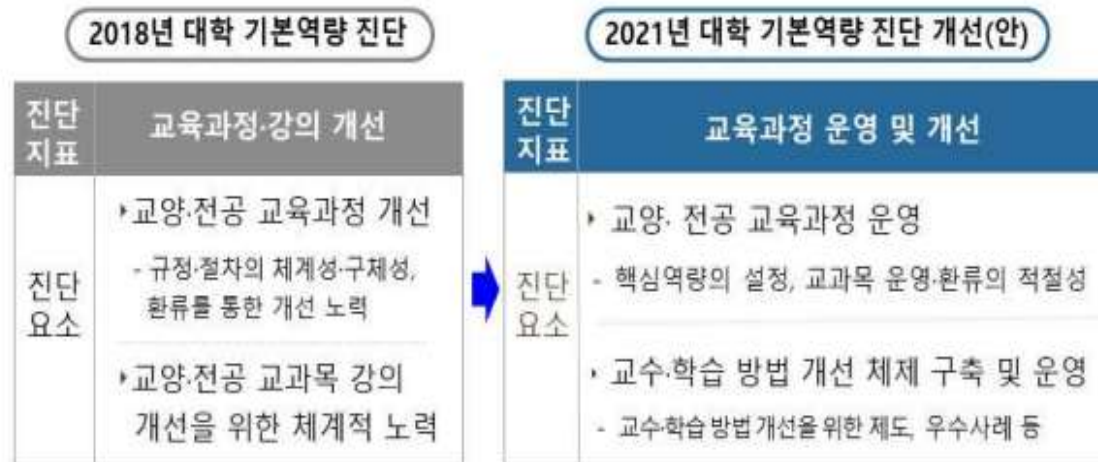 2018년 대학 기본역량 진단
진단
지표
교육과정·강의 개선
진단
요소
‣교양·전공 교육과정 개선
- 규정·절차의 체계성·구체성,
환류를 통한 개선 노력
‣교양·전공 교과목 강의
개선을 위한 체계적 노력
2021년 대학 기본역량 진단 개선(안)
진단
지표
교육과정 운영 및 개선
진단
요소
‣ 교양· 전공 교육과정 운영
- 핵심역량의 설정, 교과목 운영·환류의 적절성
‣ 교수·학습 방법 개선 체제 구축 및 운영
- 교수·학습 방법 개선을 위한 제도, 우수사례 등